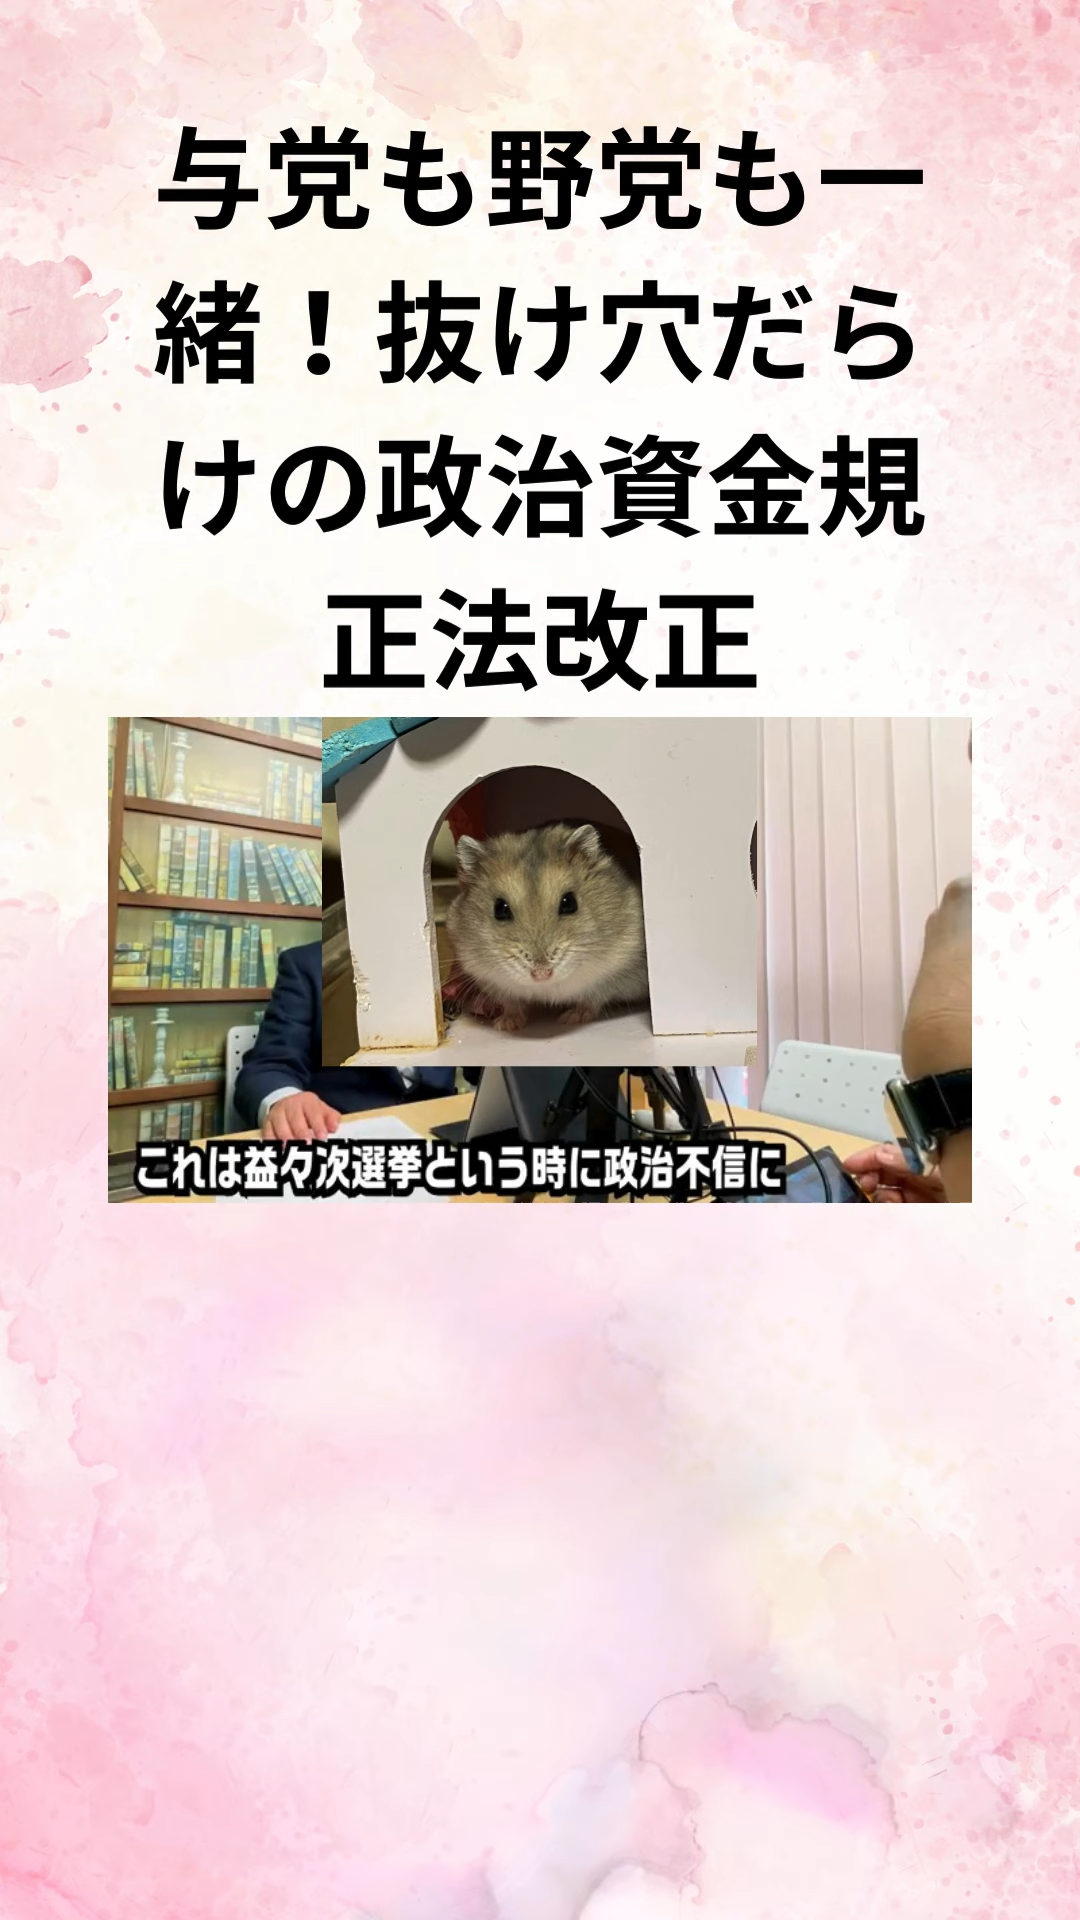 与党も野党も一
緒！抜け穴だら
けの政治資金規
正法改正
これは益々次選挙という時に政治不信に